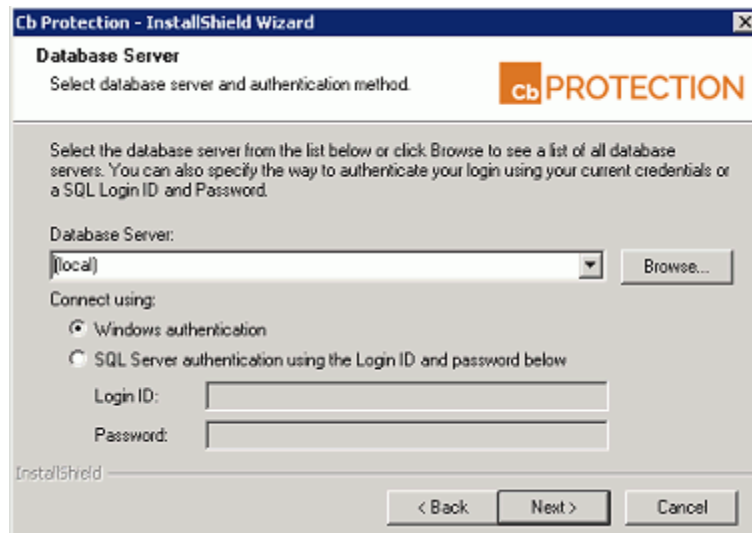 Cb Protection - InstallShield Wizard
Database Server
Select database server and authentication method.
Cb PROTECTION
Select the database server from the list below or click Browse to see a list of all database
servers. You can also specify the way to authenticate your login using your current credentials or
a SQL Login ID and Password.
Database Server:
(local)
Browse...
Connect using:
Windows authentication
SQL Server authentication using the Login ID and password below
Login ID:
Password:
InstallShield
< Back
Next >
Cancel